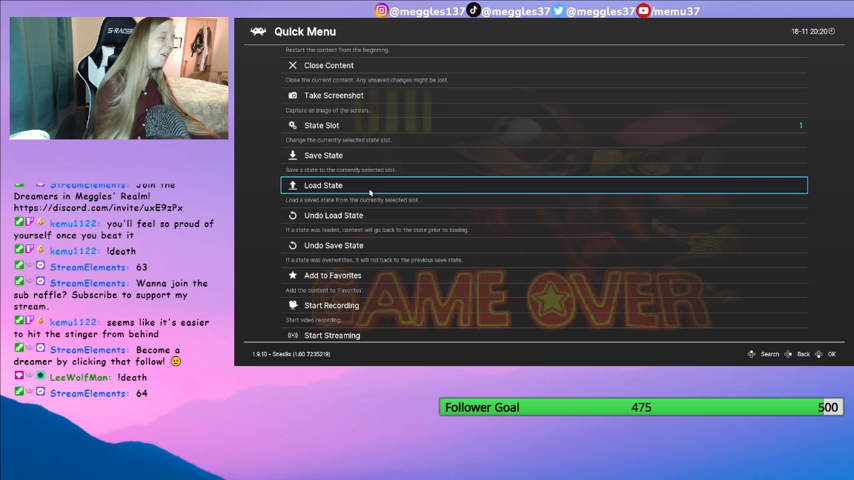 @meggles137 @meggles37 @meggles37 /memu37
S-RACER
Quick Menu
18-11 20:20
Restart the content from the beginning.
Close Content
Close the current content. Any unsaved changes might be lost.
Take Screenshot
Capture an image of the screen.
State Slot
1
Change the currently selected state slot.
Save State
Save a state to the currently selected slot.
Load State
Load a saved state from the currently selected slot.
Undo Load State
If a state was loaded, content will go back to the state prior to loading.
Undo Save State
If a state was overwritten, it will roll back to the previous save state.
Add to Favorites
Add the content to 'Favorites'.
Start Recording
Start video recording.
Start Streaming
GAME OVER
1.9.10 - Snes9x (1.60 7235219)
Search
Back
OK
StreamElements: Join the
Dreamers in Meggles' Realm!
https://discord.com/invite/uxE9zPx
kemu1122: you'll feel so proud of
yourself once you beat it
kemu1122: !death
StreamElements: 63
StreamElements: Wanna join the
sub raffle? Subscribe to support my
stream.
kemu1122: seems like it's easier
to hit the stinger from behind
StreamElements: Become a
dreamer by clicking that follow!
LeeWolfMan: !death
StreamElements: 64
Follower Goal
475
500